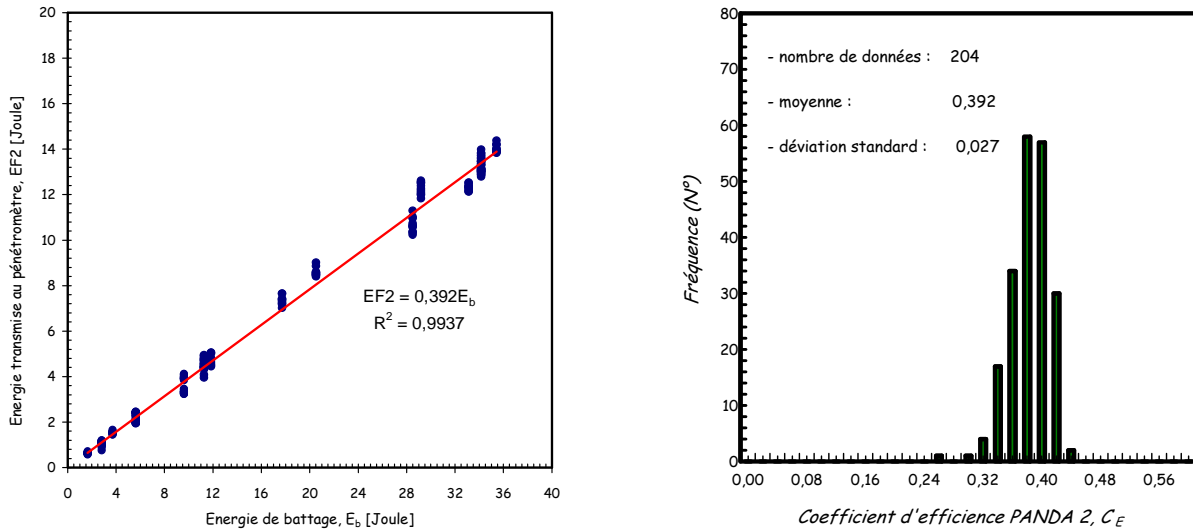 20
18
16
14
12
10
8
6
4
2
0
Energie transmise au pénétromètre, EF2 [Joule]
EF2 = 0,392E_b
R² = 0,9937
0 4 8 12 16 20 24 28 32 36 40
Energie de battage, E_b [Joule]
80
70
60
50
40
30
20
10
0
Fréquence (N°)
- nombre de données : 204
- moyenne : 0,392
- déviation standard : 0,027
0,00 0,08 0,16 0,24 0,32 0,40 0,48 0,56
Coefficient d'efficience PANDA 2, C_E